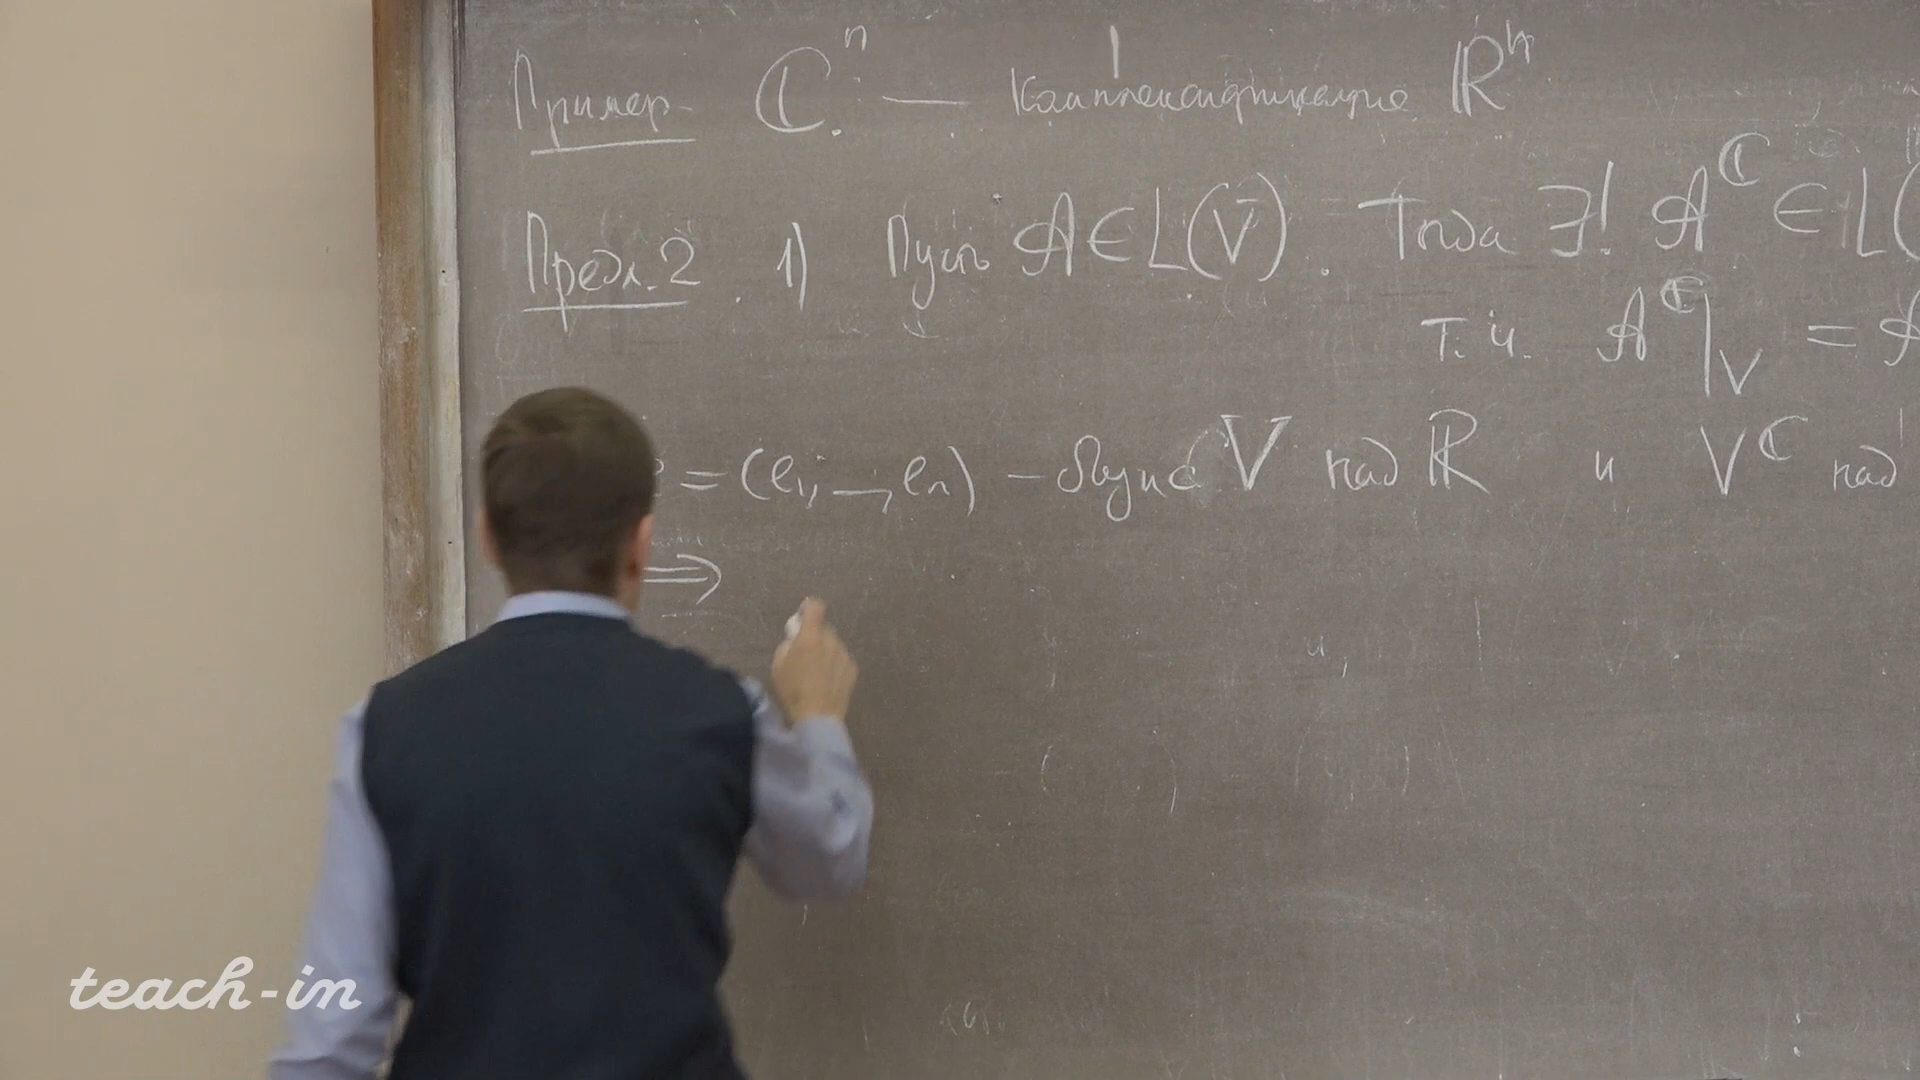 Пример. ℂⁿ — комплексификация ℝⁿ
Предл. 2. 1) Пусть 𝒜 ∈ L(V). Тогда ∃! 𝒜^ℂ ∈ L(
т.ч. 𝒜^ℂ|_V = 𝒜
= (e₁, ..., eₙ) – базис V над ℝ и V^ℂ над
⇒
teach-in